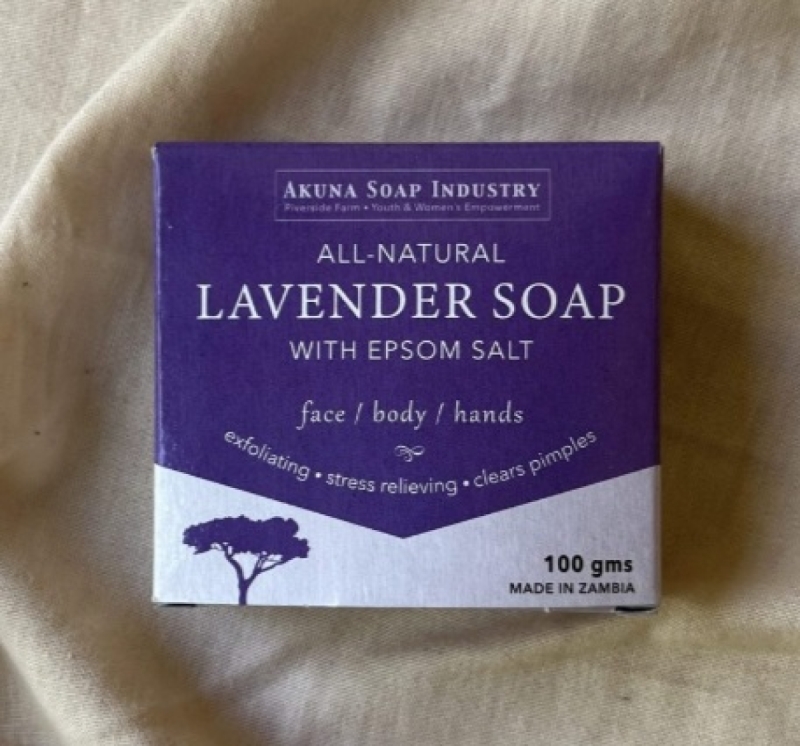 AKUNA SOAP INDUSTRY
Riverside Farm • Youth & Women's Empowerment
ALL-NATURAL
LAVENDER SOAP
WITH EPSOM SALT
face / body / hands
exfoliating • stress relieving • clears pimples
100 gms
MADE IN ZAMBIA